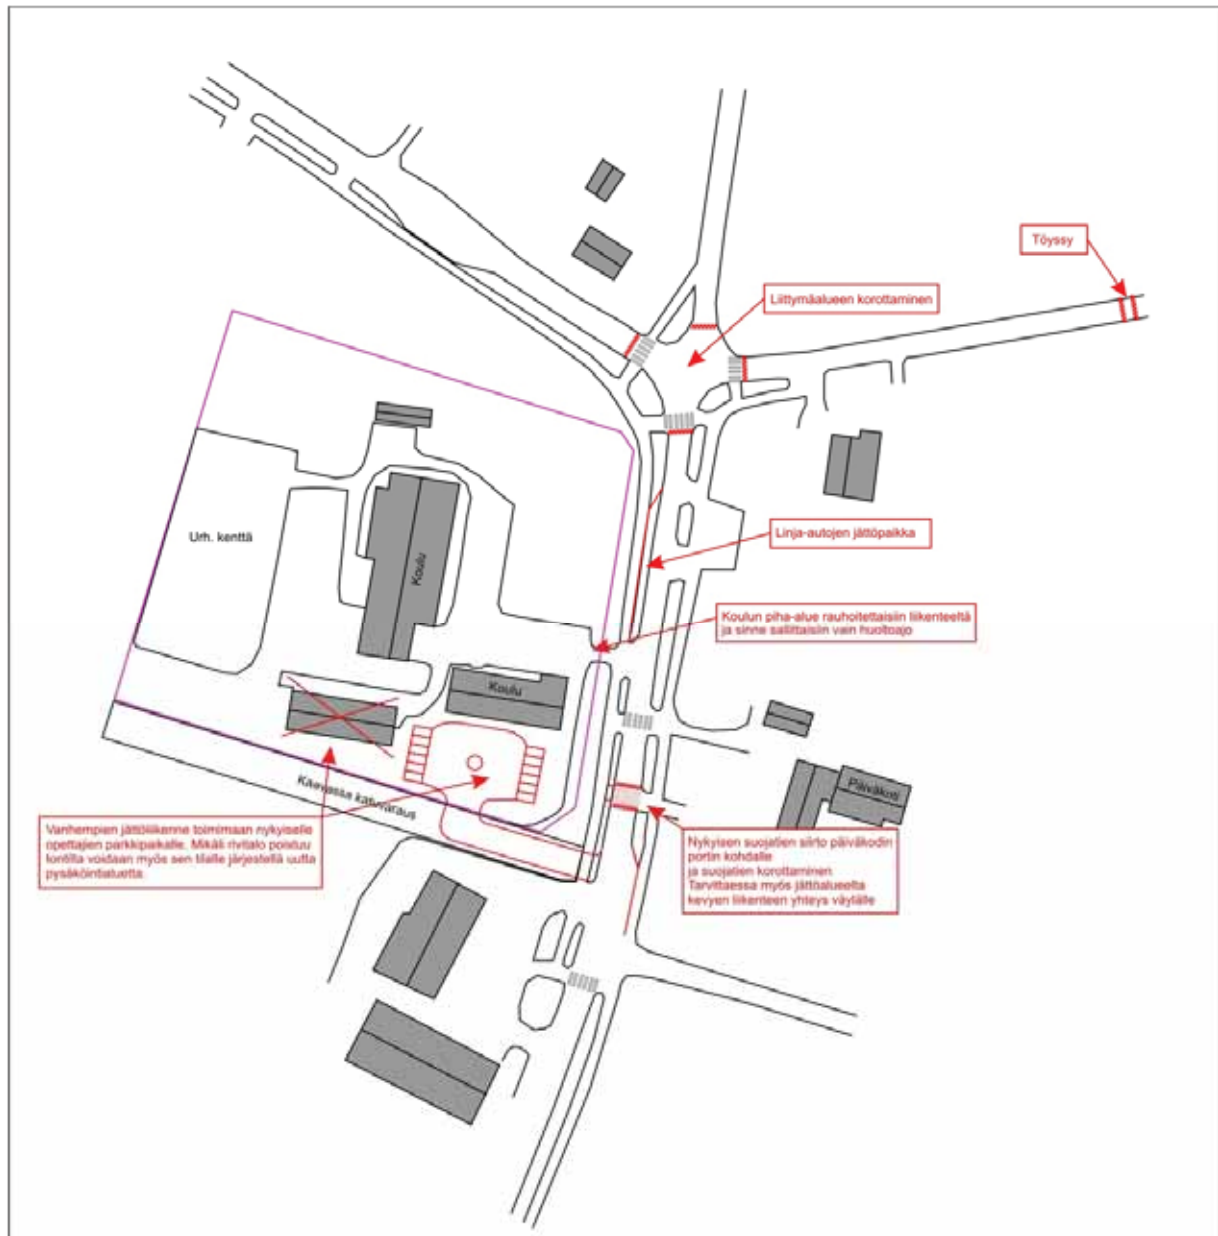 Töyssy
Liittymäalueen korottaminen
Urh. kenttä
Koulu
Linja-autojen jättöpaikka
Koulun piha-alue rauhoitettaisiin liikenteeltä
ja sinne sallittaisiin vain huoltoajo
Koulu
Päiväkoti
Kaavassa katuvaraus
Vanhempien jättöliikenne toimimaan nykyiselle
opettajien parkkipaikalle. Mikäli rivitalo poistuu
tontilta voidaan myös sen tilalle järjestellä uutta
pysäköintialuetta.
Nykyisen suojatien siirto päiväkodin
portin kohdalle
ja suojatien korottaminen
Tarvittaessa myös jättöalueelta
kevyen liikenteen yhteys väylälle